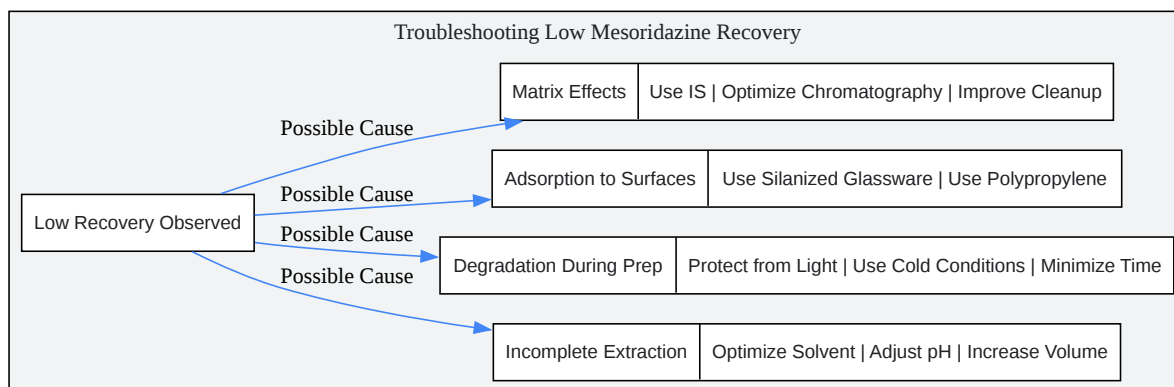 Troubleshooting Low Mesoridazine Recovery
Matrix Effects
Use IS | Optimize Chromatography | Improve Cleanup
Possible Cause
Adsorption to Surfaces
Use Silanized Glassware | Use Polypropylene
Possible Cause
Low Recovery Observed
Possible Cause
Degradation During Prep
Protect from Light | Use Cold Conditions | Minimize Time
Possible Cause
Incomplete Extraction
Optimize Solvent | Adjust pH | Increase Volume